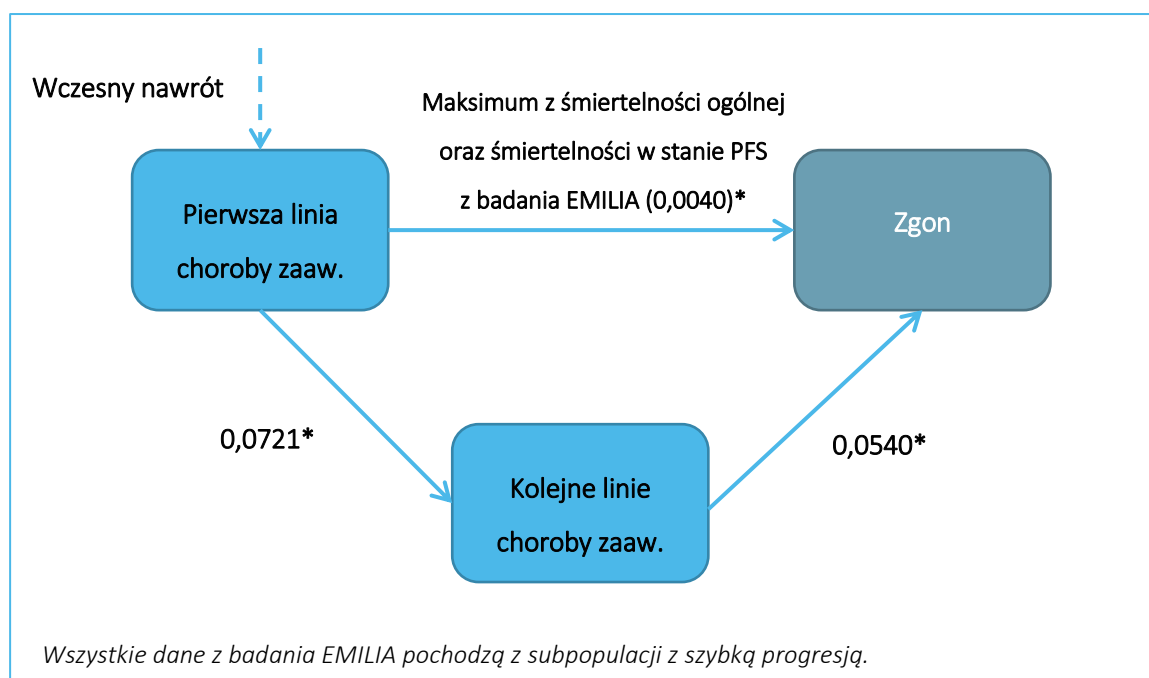 Wczesny nawrót
Maksimum z śmiertelności ogólnej
oraz śmiertelności w stanie PFS
z badania EMILIA (0,0040)*
Pierwsza linia
choroby zaaw.
Zgon
0,0721*
0,0540*
Kolejne linie
choroby zaaw.
Wszystkie dane z badania EMILIA pochodzą z subpopulacji z szybką progresją.